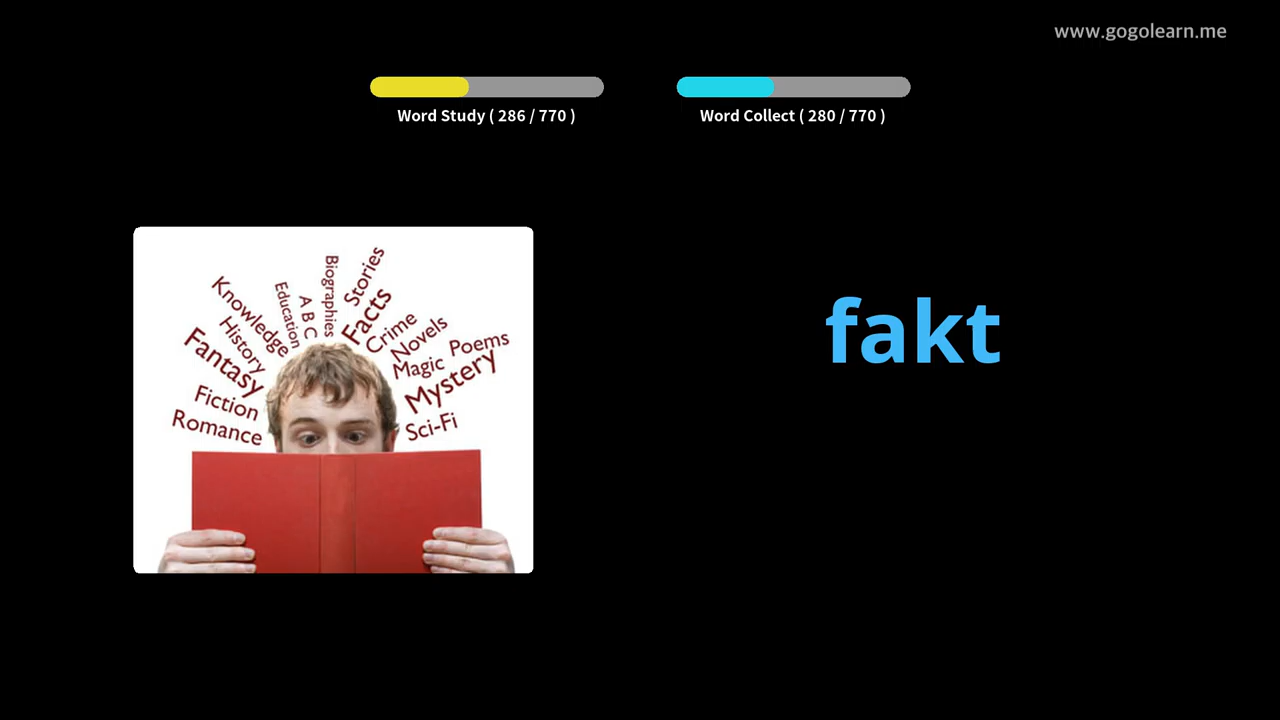 www.gogolearn.me
Word Study ( 286 / 770 )
Word Collect ( 280 / 770 )
fakt
Romance
Fiction
Fantasy
History
Knowledge
Education
A B C
Biographies
Stories
Facts
Crime
Novels
Magic
Poems
Mystery
Sci-Fi